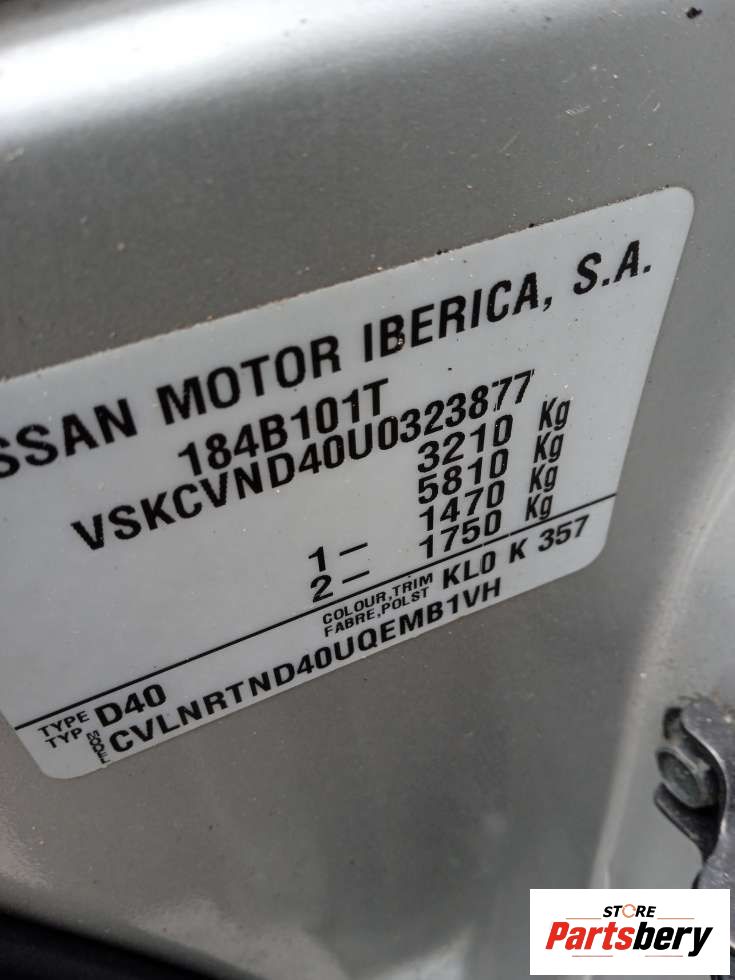 SSAN MOTOR IBERICA, S.A.
184B101T
VSKCVND40U0323877
3210 Kg
5810 Kg
1 – 1470 Kg
2 – 1750 Kg
COLOUR,TRIM KL0 K 357
FABRE,POLST
TYPE D40
TYP
MODEL CVLNRTND40UQEMB1VH
STORE
Partsbery